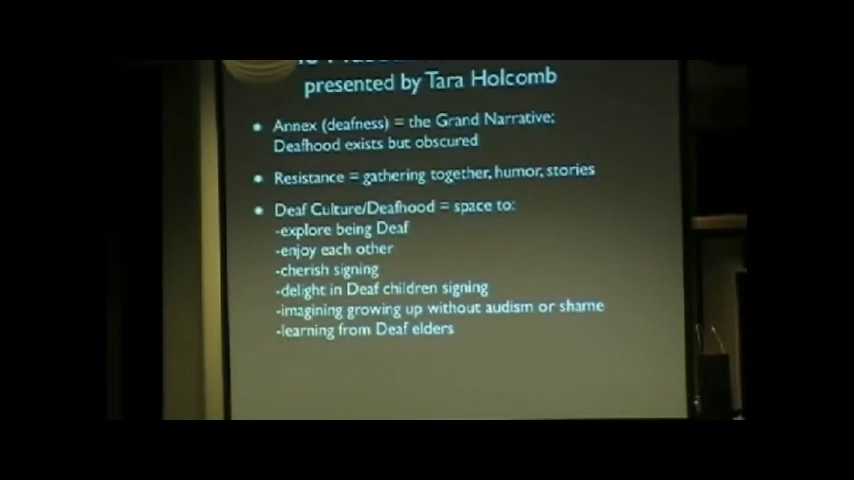 presented by Tara Holcomb
• Annex (deafness) = the Grand Narrative;
Deafhood exists but obscured
• Resistance = gathering together, humor, stories
• Deaf Culture/Deafhood = space to:
-explore being Deaf
-enjoy each other
-cherish signing
-delight in Deaf children signing
-imagining growing up without audism or shame
-learning from Deaf elders